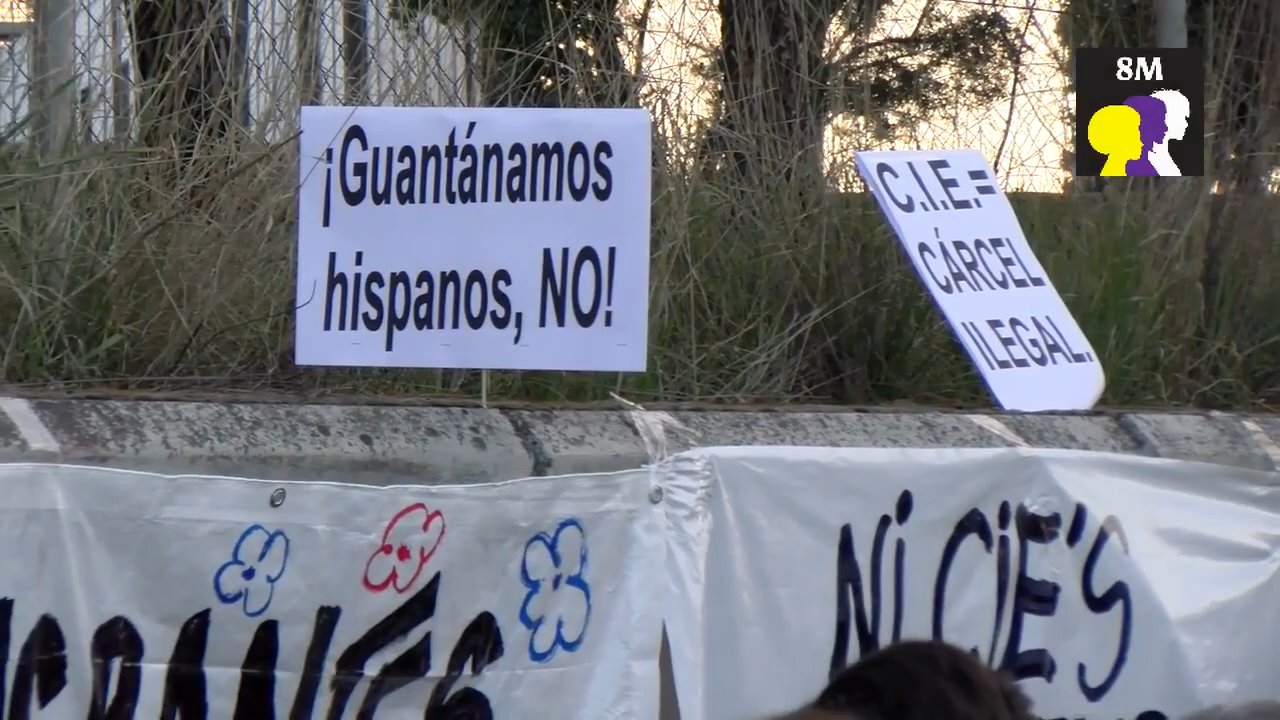 8M
¡Guantánamos
hispanos, NO!
C.I.E.=
CÁRCEL
ILEGAL.
NI CIE'S